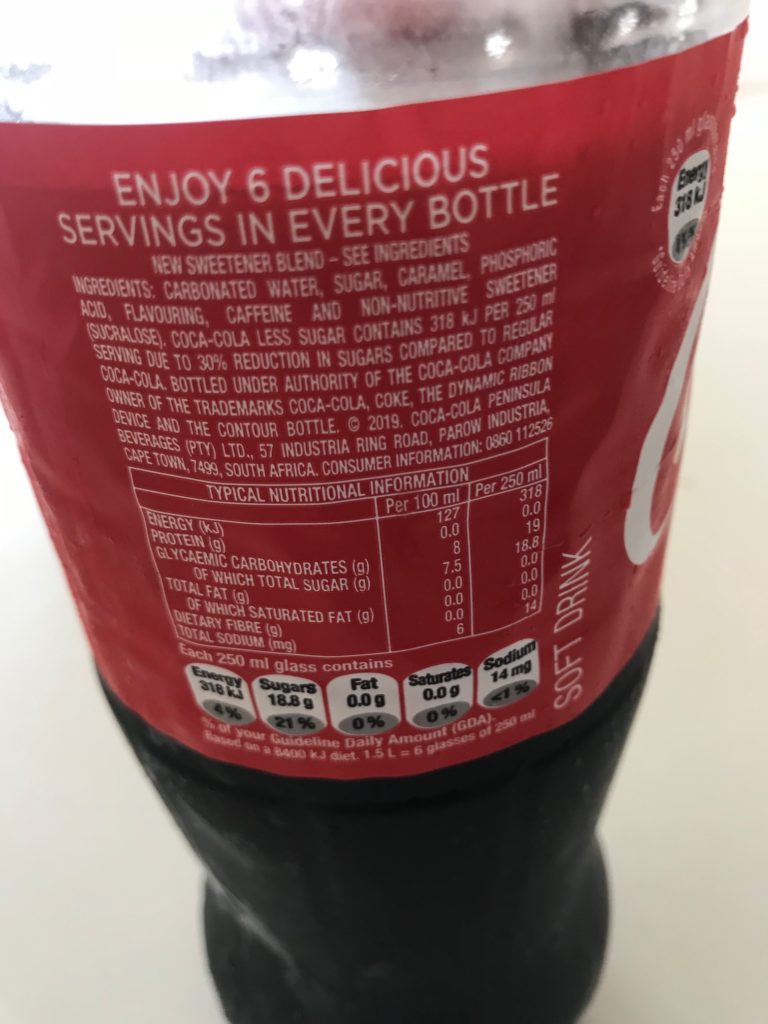 ENJOY 6 DELICIOUS
SERVINGS IN EVERY BOTTLE
NEW SWEETENER BLEND – SEE INGREDIENTS
INGREDIENTS: CARBONATED WATER, SUGAR, CARAMEL, PHOSPHORIC
ACID, FLAVOURING, CAFFEINE AND NON-NUTRITIVE SWEETENER
(SUCRALOSE). COCA-COLA LESS SUGAR CONTAINS 318 kJ PER 250 ml
SERVING DUE TO 30% REDUCTION IN SUGARS COMPARED TO REGULAR
COCA-COLA. BOTTLED UNDER AUTHORITY OF THE COCA-COLA COMPANY
OWNER OF THE TRADEMARKS COCA-COLA, COKE, THE DYNAMIC RIBBON
DEVICE AND THE CONTOUR BOTTLE. © 2019. COCA-COLA PENINSULA
BEVERAGES (PTY) LTD., 57 INDUSTRIA RING ROAD, PAROW INDUSTRIA,
CAPE TOWN, 7499, SOUTH AFRICA. CONSUMER INFORMATION: 0860 112526
TYPICAL NUTRITIONAL INFORMATION
Per 100 ml Per 250 ml
ENERGY (kJ) 127 318
PROTEIN (g) 0.0 0.0
GLYCAEMIC CARBOHYDRATES (g) 8 19
OF WHICH TOTAL SUGAR (g) 7.5 18.8
TOTAL FAT (g) 0.0 0.0
OF WHICH SATURATED FAT (g) 0.0 0.0
DIETARY FIBRE (g) 0.0 0.0
TOTAL SODIUM (mg) 6 14
Each 250 ml glass contains
Energy Sugars Fat Saturates Sodium
318 kJ 18.8 g 0.0 g 0.0 g 14 mg
4% 21% 0% 0% <1%
% of your Guideline Daily Amount (GDA).
Based on a 8400 kJ diet. 1.5 L = 6 glasses of 250 ml
SOFT DRINK
Each 250 ml
Energy
318 kJ